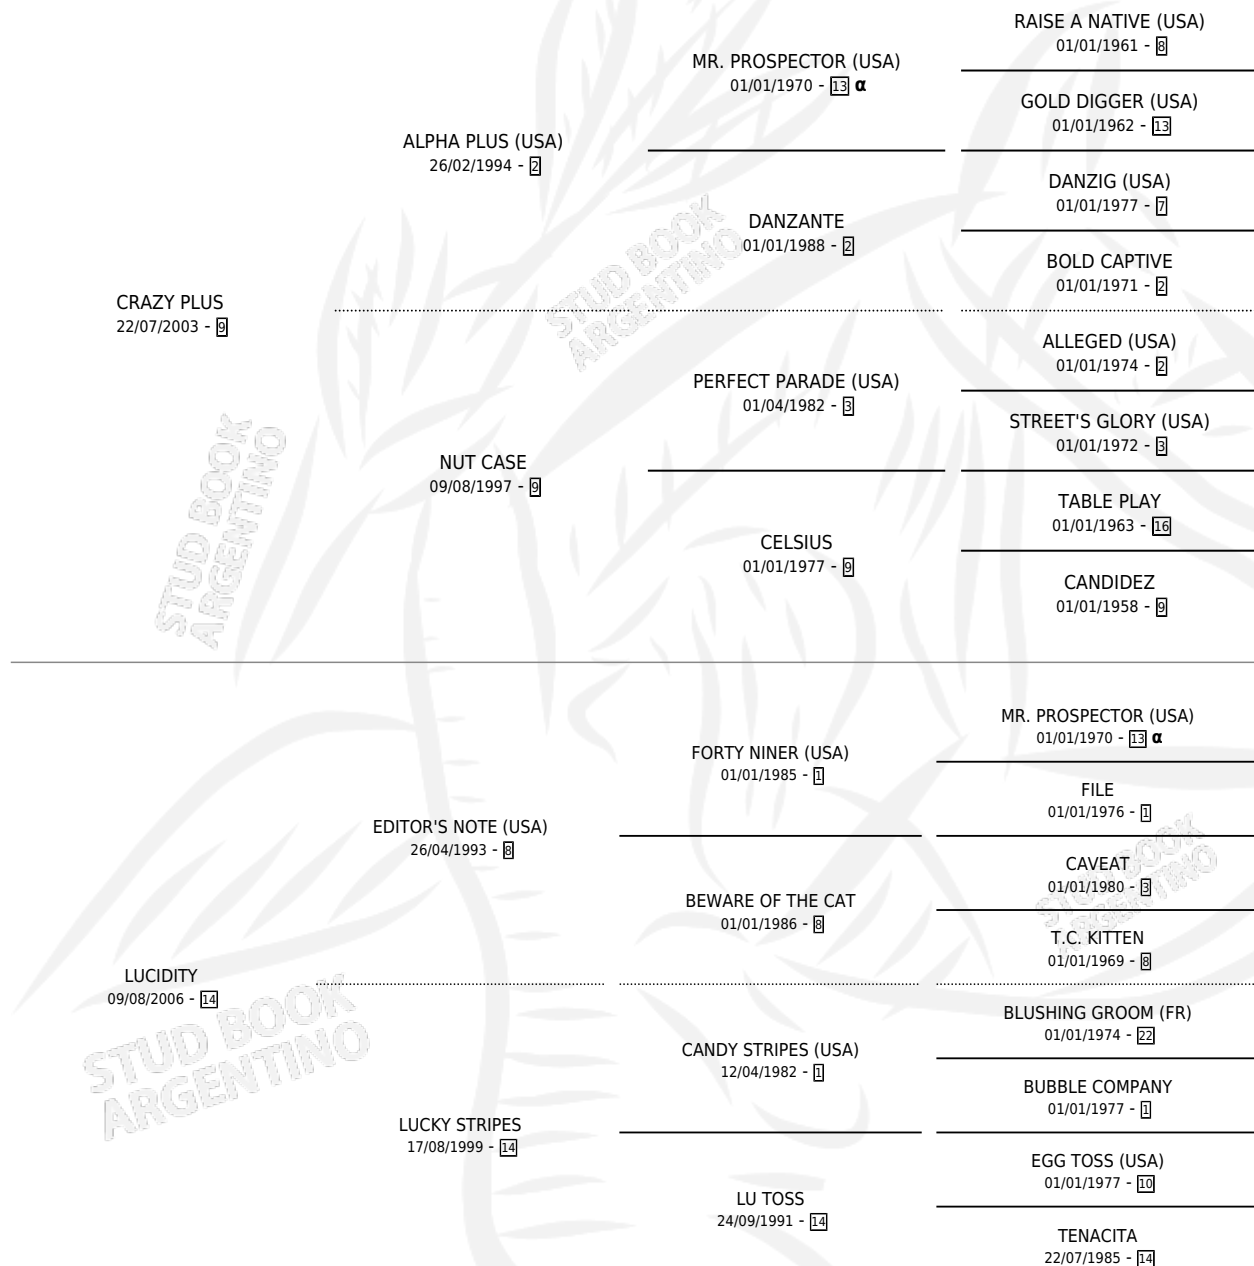 RAISE A NATIVE (USA)
01/01/1961 - 8
MR. PROSPECTOR (USA)
01/01/1970 - 13 α
GOLD DIGGER (USA)
01/01/1962 - 13
ALPHA PLUS (USA)
26/02/1994 - 2
DANZIG (USA)
01/01/1977 - 7
DANZANTE
01/01/1988 - 2
BOLD CAPTIVE
01/01/1971 - 2
CRAZY PLUS
22/07/2003 - 9
ALLEGED (USA)
01/01/1974 - 2
PERFECT PARADE (USA)
01/04/1982 - 3
STREET'S GLORY (USA)
01/01/1972 - 3
NUT CASE
09/08/1997 - 9
TABLE PLAY
01/01/1963 - 16
CELSIUS
01/01/1977 - 9
CANDIDEZ
01/01/1958 - 9
MR. PROSPECTOR (USA)
01/01/1970 - 13 α
FORTY NINER (USA)
01/01/1985 - 1
FILE
01/01/1976 - 1
EDITOR'S NOTE (USA)
26/04/1993 - 8
CAVEAT
01/01/1980 - 3
BEWARE OF THE CAT
01/01/1986 - 8
T.C. KITTEN
01/01/1969 - 8
LUCIDITY
09/08/2006 - 14
BLUSHING GROOM (FR)
01/01/1974 - 22
CANDY STRIPES (USA)
12/04/1982 - 1
BUBBLE COMPANY
01/01/1977 - 1
LUCKY STRIPES
17/08/1999 - 14
EGG TOSS (USA)
01/01/1977 - 10
LU TOSS
24/09/1991 - 14
TENACITA
22/07/1985 - 14
STUD BOOK
ARGENTINO
STUD BOOK
ARGENTINO
STUD BOOK
ARGENTINO
STUD BOOK
ARGENTINO